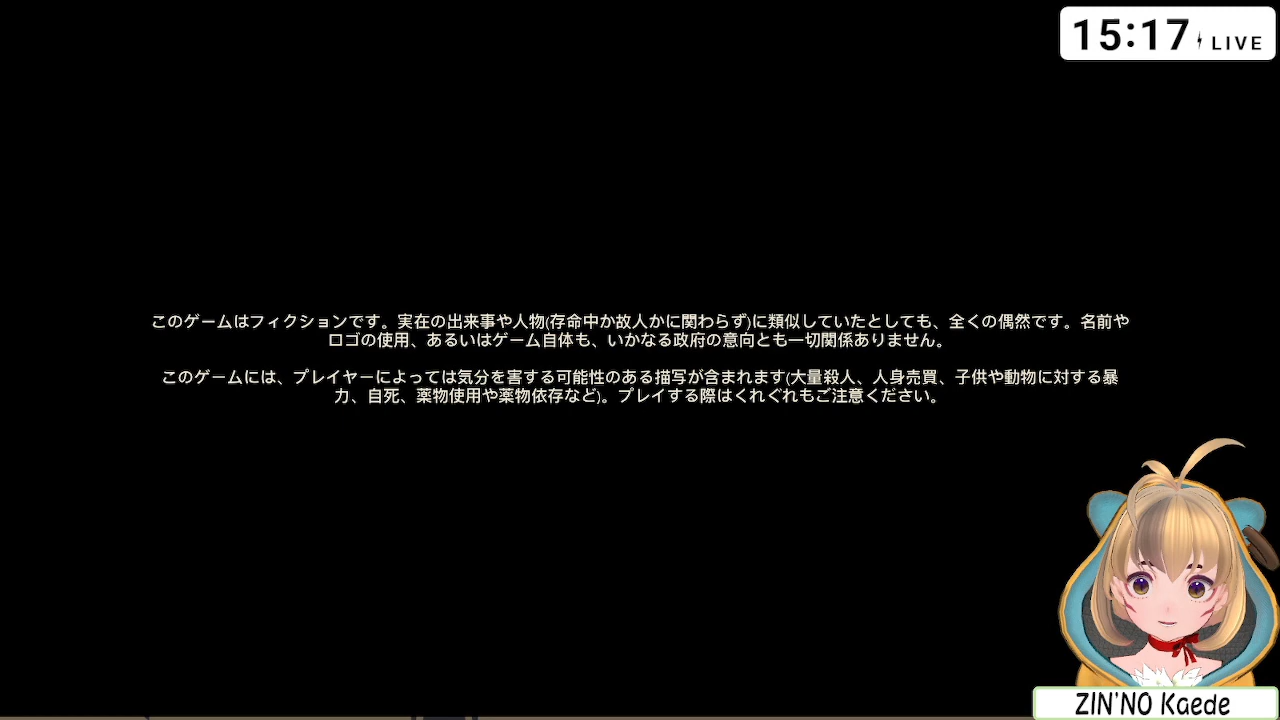 15:17 LIVE
このゲームはフィクションです。実在の出来事や人物(存命中か故人かに関わらず)に類似していたとしても、全くの偶然です。名前や
ロゴの使用、あるいはゲーム自体も、いかなる政府の意向とも一切関係ありません。
このゲームには、プレイヤーによっては気分を害する可能性のある描写が含まれます(大量殺人、人身売買、子供や動物に対する暴
力、自死、薬物使用や薬物依存など)。プレイする際はくれぐれもご注意ください。
ZIN'NO Kaede